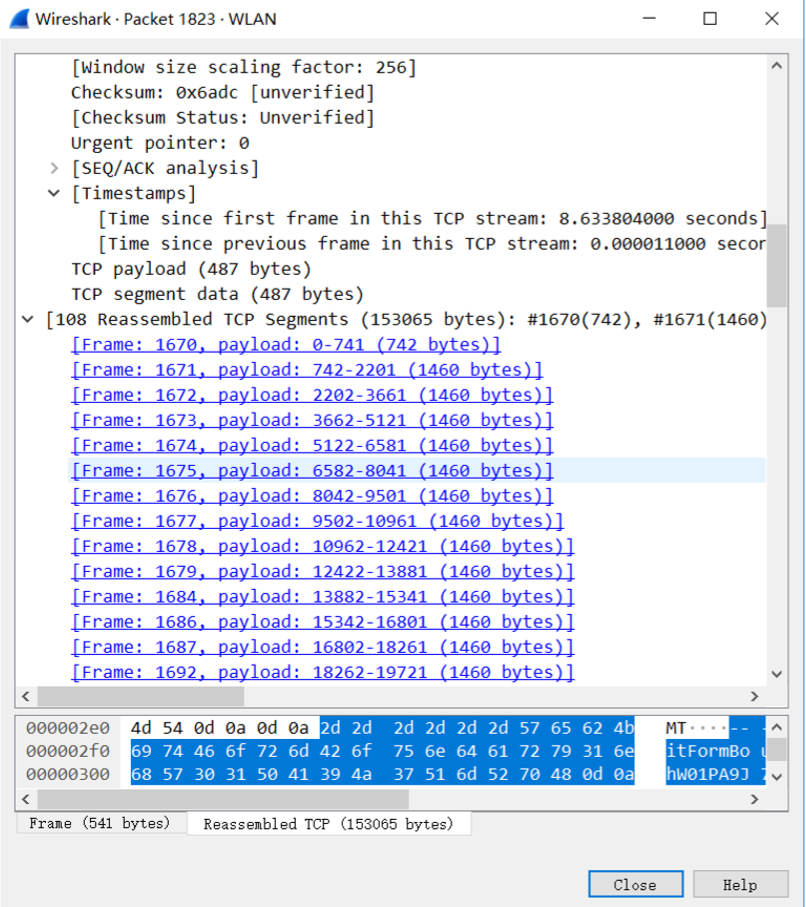 Wireshark · Packet 1823 · WLAN
[Window size scaling factor: 256]
Checksum: 0x6adc [unverified]
[Checksum Status: Unverified]
Urgent pointer: 0
[SEQ/ACK analysis]
[Timestamps]
[Time since first frame in this TCP stream: 8.633804000 seconds]
[Time since previous frame in this TCP stream: 0.000011000 secor
TCP payload (487 bytes)
TCP segment data (487 bytes)
[108 Reassembled TCP Segments (153065 bytes): #1670(742), #1671(1460)
[Frame: 1670, payload: 0-741 (742 bytes)]
[Frame: 1671, payload: 742-2201 (1460 bytes)]
[Frame: 1672, payload: 2202-3661 (1460 bytes)]
[Frame: 1673, payload: 3662-5121 (1460 bytes)]
[Frame: 1674, payload: 5122-6581 (1460 bytes)]
[Frame: 1675, payload: 6582-8041 (1460 bytes)]
[Frame: 1676, payload: 8042-9501 (1460 bytes)]
[Frame: 1677, payload: 9502-10961 (1460 bytes)]
[Frame: 1678, payload: 10962-12421 (1460 bytes)]
[Frame: 1679, payload: 12422-13881 (1460 bytes)]
[Frame: 1684, payload: 13882-15341 (1460 bytes)]
[Frame: 1686, payload: 15342-16801 (1460 bytes)]
[Frame: 1687, payload: 16802-18261 (1460 bytes)]
[Frame: 1692, payload: 18262-19721 (1460 bytes)]
000002e0 4d 54 0d 0a 0d 0a 2d 2d 2d 2d 2d 2d 57 65 62 4b MT····-- -
000002f0 69 74 46 6f 72 6d 42 6f 75 6e 64 61 72 79 31 6e itFormBo u
00000300 68 57 30 31 50 41 39 4a 37 51 6d 52 70 48 0d 0a hW01PA9J 7
Frame (541 bytes) Reassembled TCP (153065 bytes)
Close Help